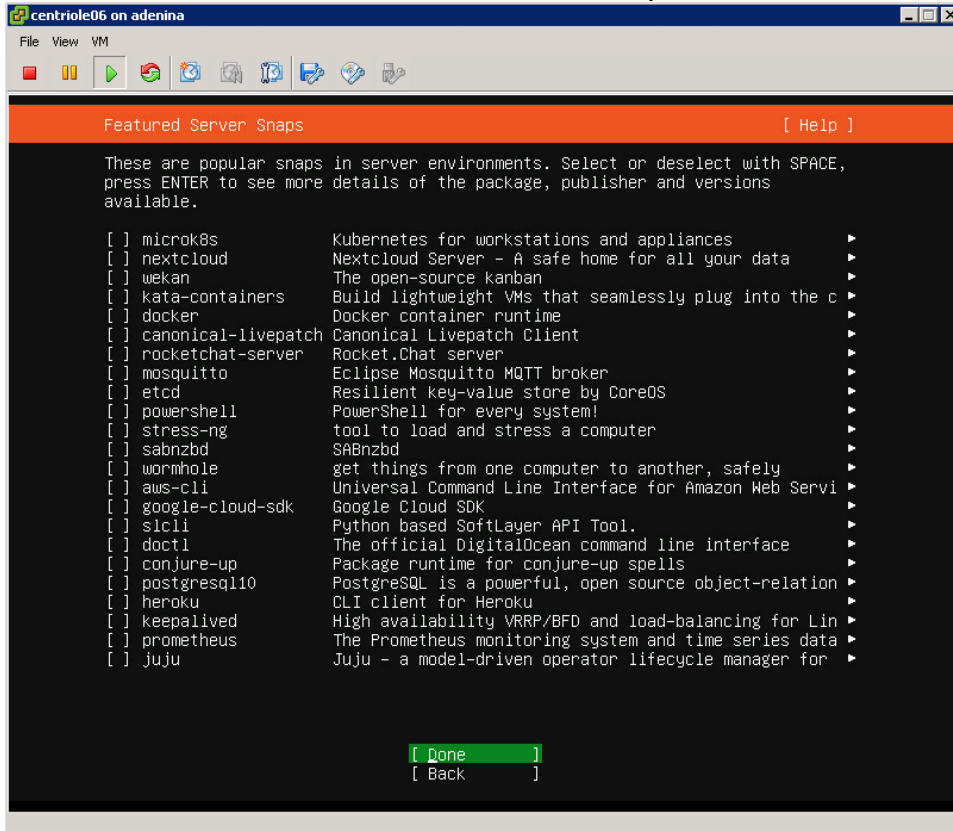 centriole06 on adenina
File View VM
Featured Server Snaps [ Help ]
These are popular snaps in server environments. Select or deselect with SPACE,
press ENTER to see more details of the package, publisher and versions
available.
[ ] microk8s Kubernetes for workstations and appliances ►
[ ] nextcloud Nextcloud Server – A safe home for all your data ►
[ ] wekan The open-source kanban ►
[ ] kata-containers Build lightweight VMs that seamlessly plug into the c ►
[ ] docker Docker container runtime ►
[ ] canonical-livepatch Canonical Livepatch Client ►
[ ] rocketchat-server Rocket.Chat server ►
[ ] mosquitto Eclipse Mosquitto MQTT broker ►
[ ] etcd Resilient key-value store by CoreOS ►
[ ] powershell PowerShell for every system! ►
[ ] stress-ng tool to load and stress a computer ►
[ ] sabnzbd SABnzbd ►
[ ] wormhole get things from one computer to another, safely ►
[ ] aws-cli Universal Command Line Interface for Amazon Web Servi ►
[ ] google-cloud-sdk Google Cloud SDK ►
[ ] slcli Python based SoftLayer API Tool. ►
[ ] doctl The official DigitalOcean command line interface ►
[ ] conjure-up Package runtime for conjure-up spells ►
[ ] postgresql10 PostgreSQL is a powerful, open source object-relation ►
[ ] heroku CLI client for Heroku ►
[ ] keepalived High availability VRRP/BFD and load-balancing for Lin ►
[ ] prometheus The Prometheus monitoring system and time series data ►
[ ] juju Juju – a model-driven operator lifecycle manager for ►
[ Done ]
[ Back ]